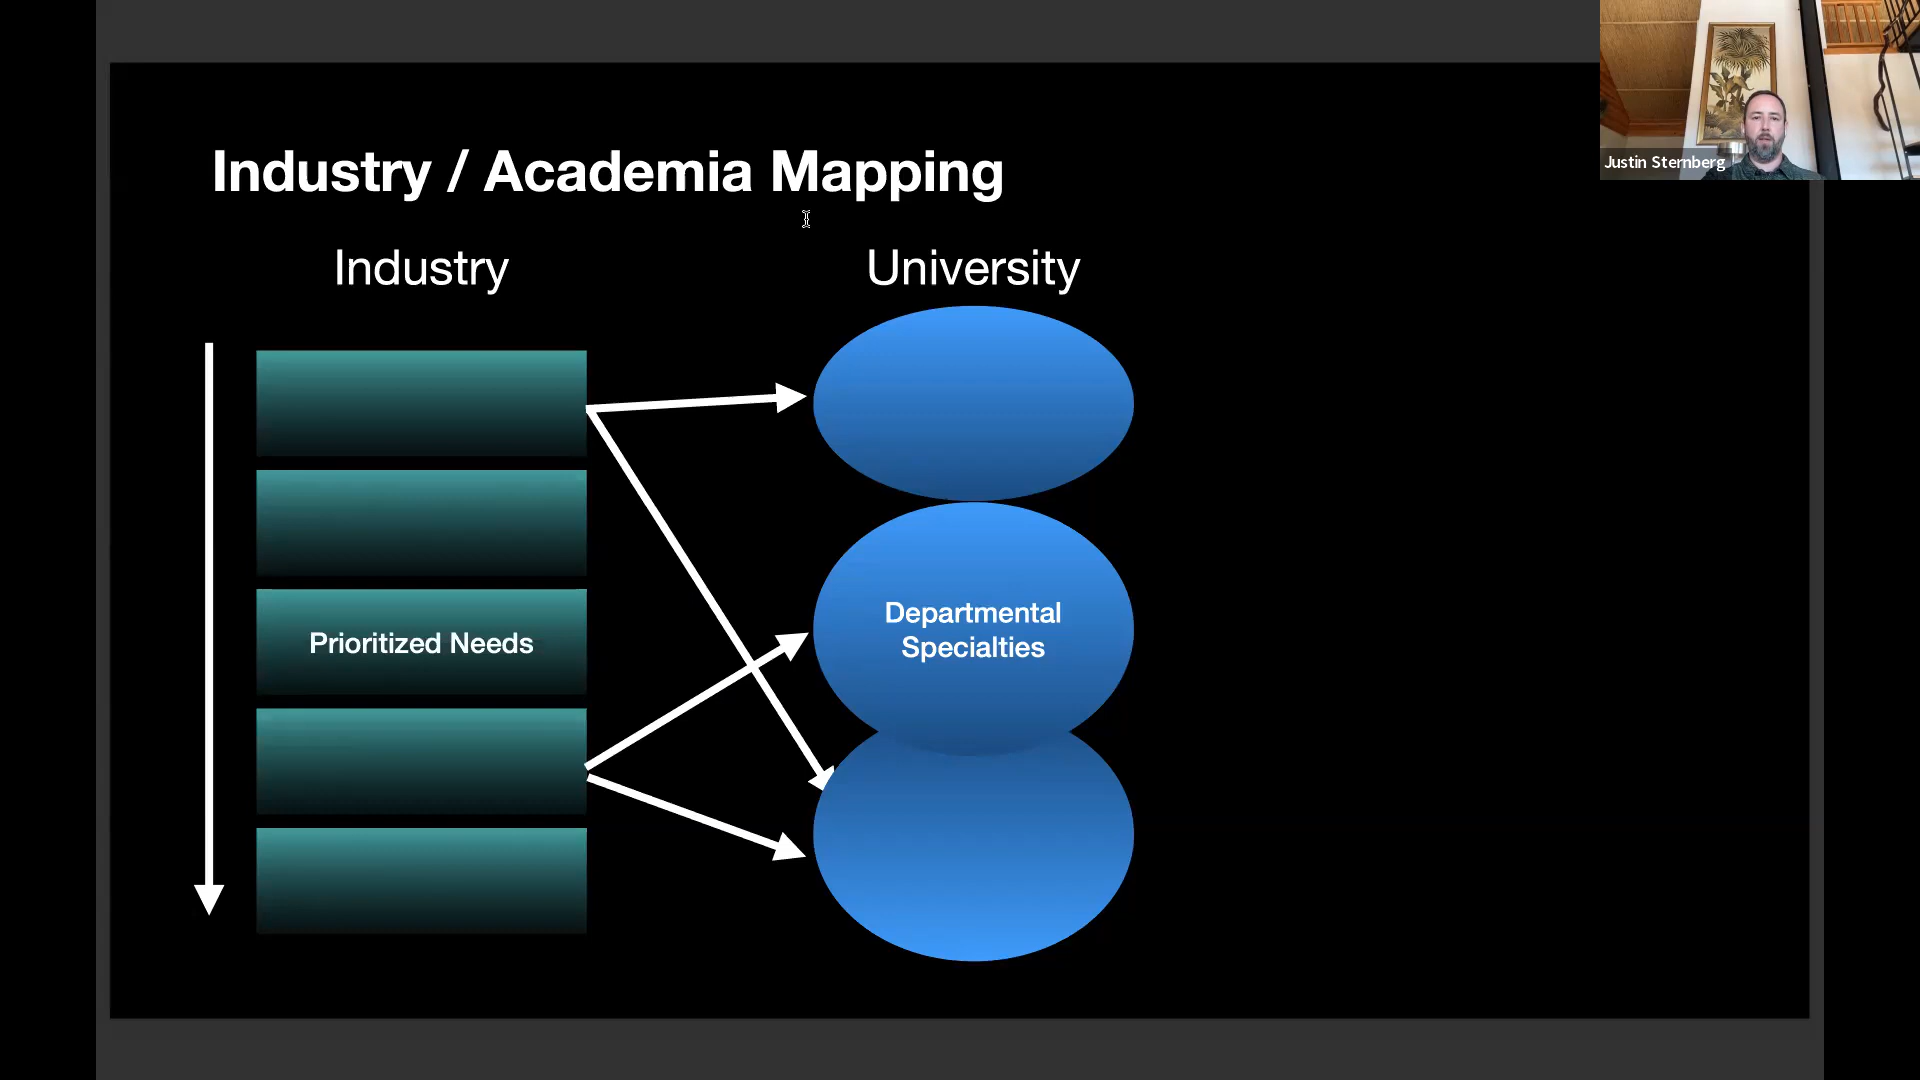 Industry / Academia Mapping
Justin Sternberg
Industry
University
Prioritized Needs
Departmental
Specialties